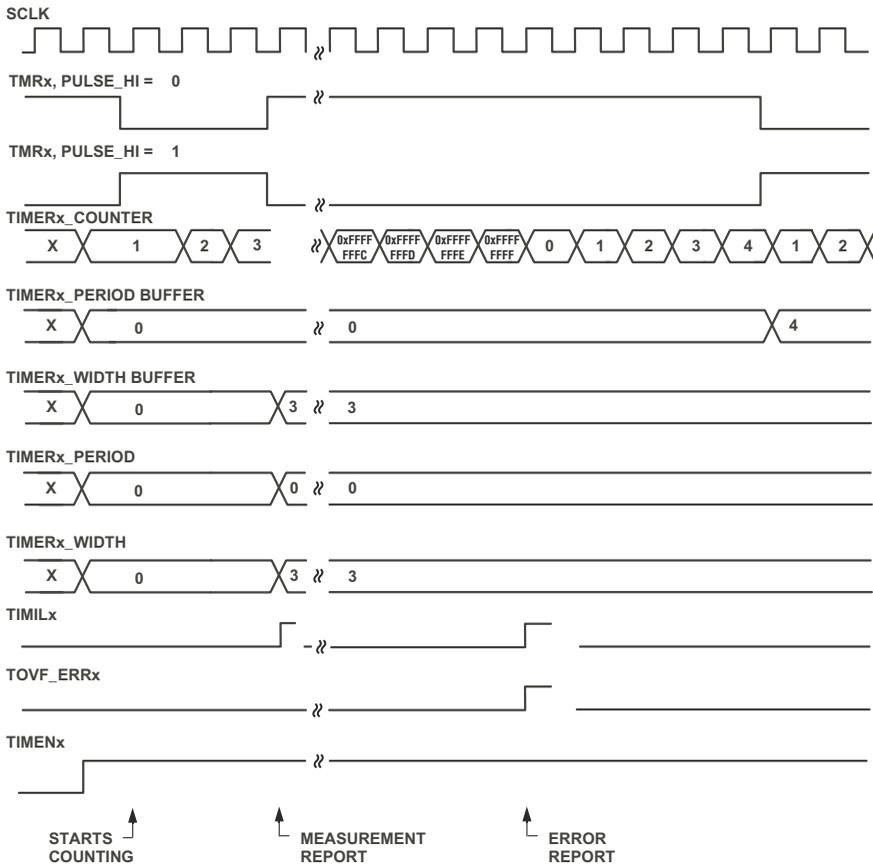 SCLK
TMRx, PULSE_HI = 0
TMRx, PULSE_HI = 1
TIMERx_COUNTER
X 1 2 3 0xFFFF FFFC 0xFFFF FFFD 0xFFFF FFFE 0xFFFF FFFF 0 1 2 3 4 1 2
TIMERx_PERIOD BUFFER
X 0 0 4
TIMERx_WIDTH BUFFER
X 0 3 3
TIMERx_PERIOD
X 0 0 0
TIMERx_WIDTH
X 0 3 3
TIMILx
TOVF_ERRx
TIMENx
STARTS
COUNTING
MEASUREMENT
REPORT
ERROR
REPORT